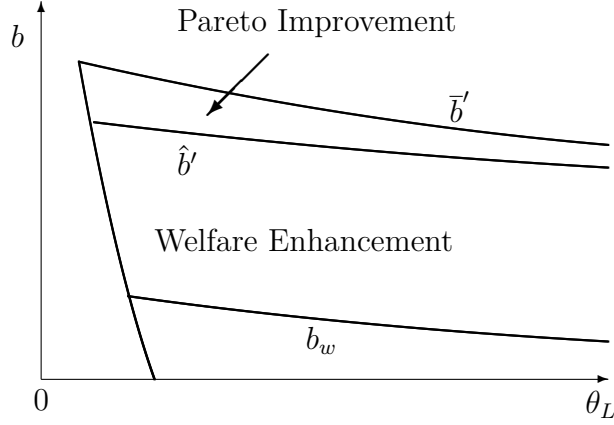 Pareto Improvement
b
b̄′
b̂′
Welfare Enhancement
b_w
0
θ_L